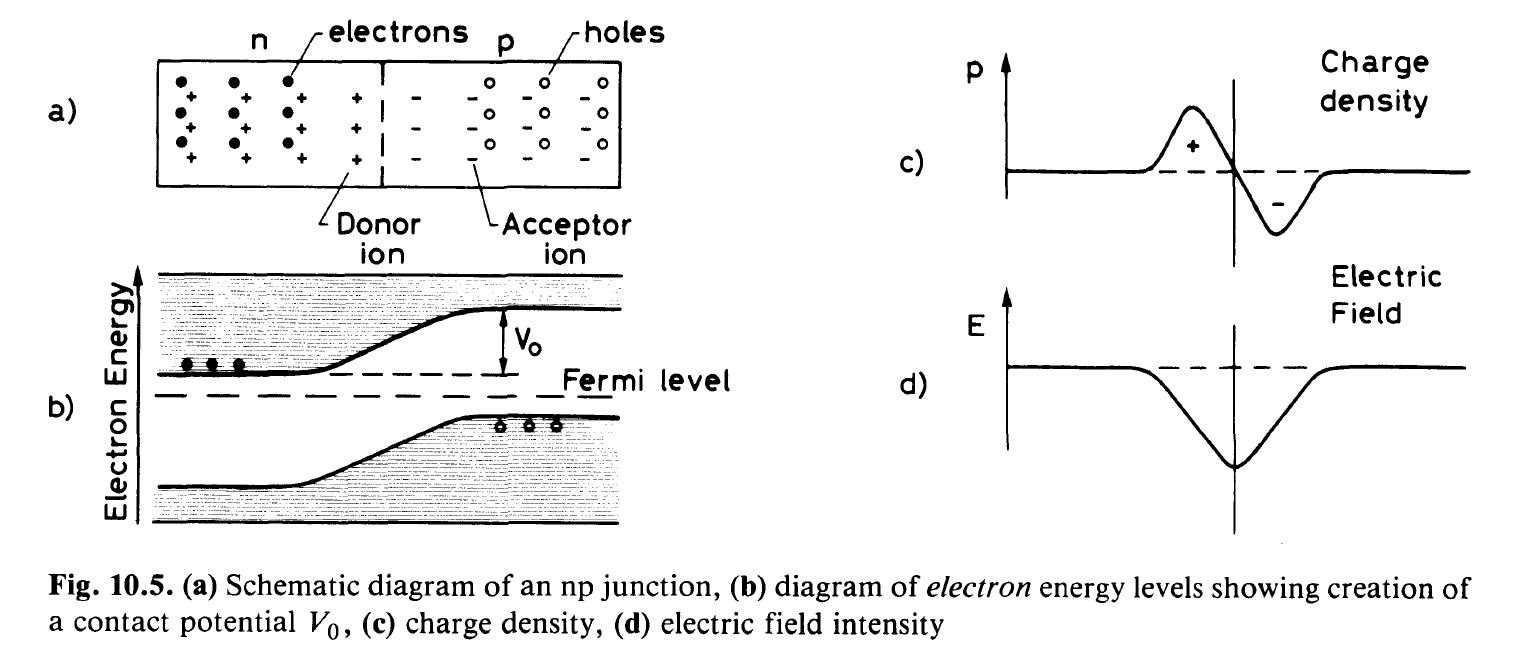 n electrons p holes
a)
Donor ion
Acceptor ion
Electron Energy
b)
V₀
Fermi level
ρ
Charge
density
c)
+
-
Electric
Field
E
d)
Fig. 10.5. (a) Schematic diagram of an np junction, (b) diagram of electron energy levels showing creation of
a contact potential V₀, (c) charge density, (d) electric field intensity